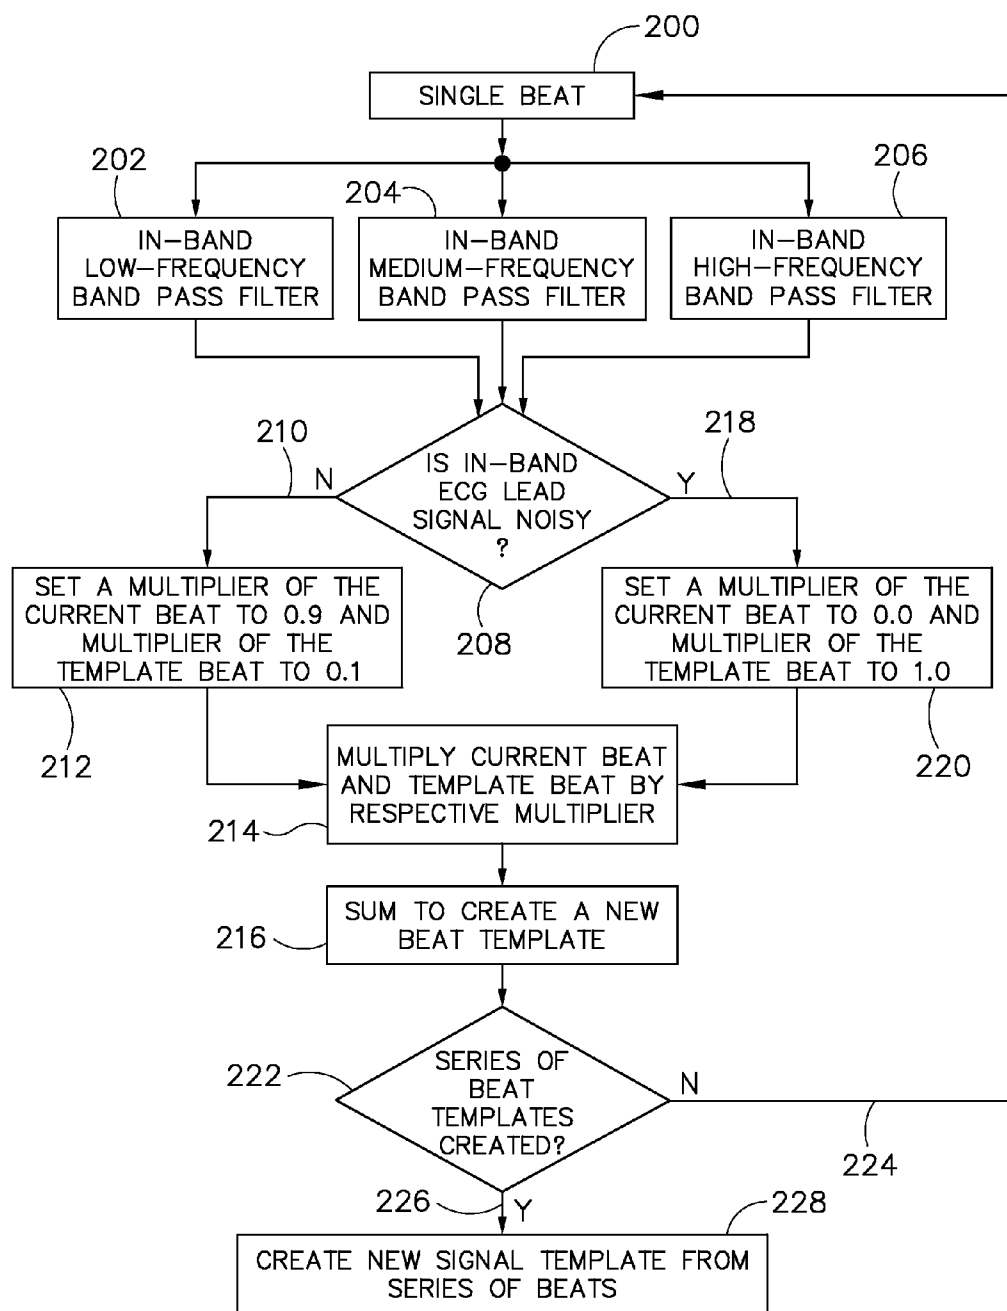 200
SINGLE BEAT
202
204
206
IN-BAND
LOW-FREQUENCY
BAND PASS FILTER
IN-BAND
MEDIUM-FREQUENCY
BAND PASS FILTER
IN-BAND
HIGH-FREQUENCY
BAND PASS FILTER
210
N
IS IN-BAND
ECG LEAD
SIGNAL NOISY
?
Y
218
208
SET A MULTIPLIER OF THE
CURRENT BEAT TO 0.9 AND
MULTIPLIER OF THE
TEMPLATE BEAT TO 0.1
212
SET A MULTIPLIER OF THE
CURRENT BEAT TO 0.0 AND
MULTIPLIER OF THE
TEMPLATE BEAT TO 1.0
220
MULTIPLY CURRENT BEAT
AND TEMPLATE BEAT BY
RESPECTIVE MULTIPLIER
214
SUM TO CREATE A NEW
BEAT TEMPLATE
216
222
SERIES OF
BEAT
TEMPLATES
CREATED?
N
224
226
Y
228
CREATE NEW SIGNAL TEMPLATE FROM
SERIES OF BEATS